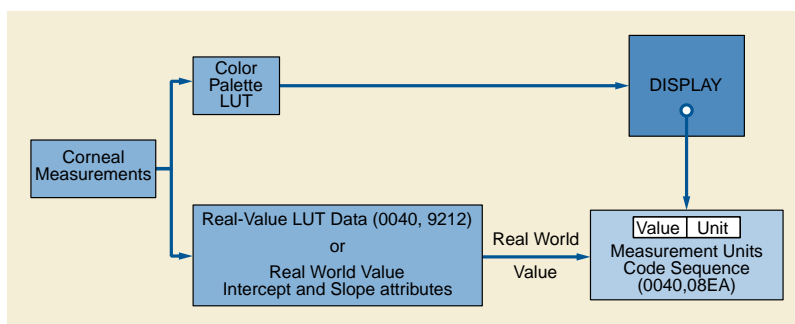 Color
Palette
LUT
DISPLAY
Corneal
Measurements
Real-Value LUT Data (0040, 9212)
or
Real World Value
Intercept and Slope attributes
Real World
Value
Value Unit
Measurement Units
Code Sequence
(0040,08EA)